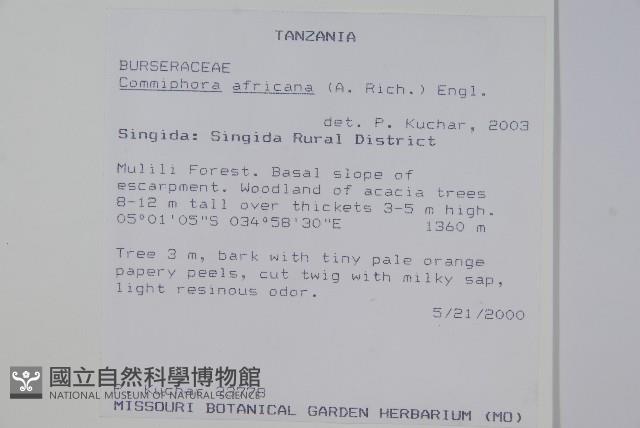 TANZANIA
BURSERACEAE
Commiphora africana (A. Rich.) Engl.
det. P. Kuchar, 2003
Singida: Singida Rural District
Mulili Forest. Basal slope of
escarpment. Woodland of acacia trees
8-12 m tall over thickets 3-5 m high.
05°01'05"S 034°58'30"E 1360 m
Tree 3 m, bark with tiny pale orange
papery peels, cut twig with milky sap,
light resinous odor.
5/21/2000
國立自然科學博物館
NATIONAL MUSEUM OF NATURAL SCIENCE
Kuchar
MISSOURI BOTANICAL GARDEN HERBARIUM (MO)